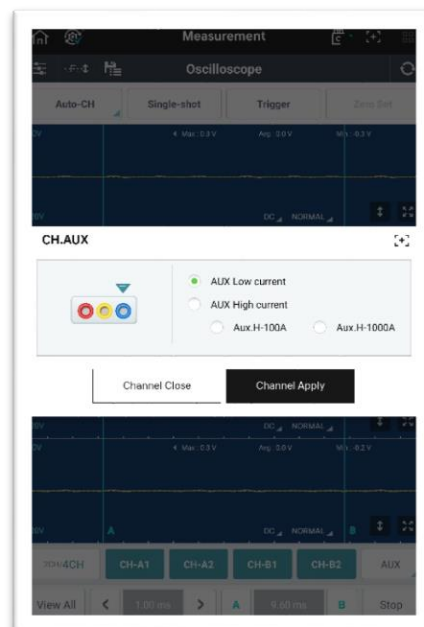 Measurement
Oscilloscope
Auto-CH Single-shot Trigger Zero Set
Max : 0.3 V Avg : 0.0 V
20V DC NORMAL
CH.AUX
AUX Low current
AUX High current
Aux.H-100A Aux.H-1000A
Channel Close Channel Apply
Max : 0.3 V Avg : 0.0 V
A DC NORMAL B
4CH CH-A1 CH-A2 CH-B1 CH-B2 AUX
View All < 1.00 ms > A 9.60 ms B Stop